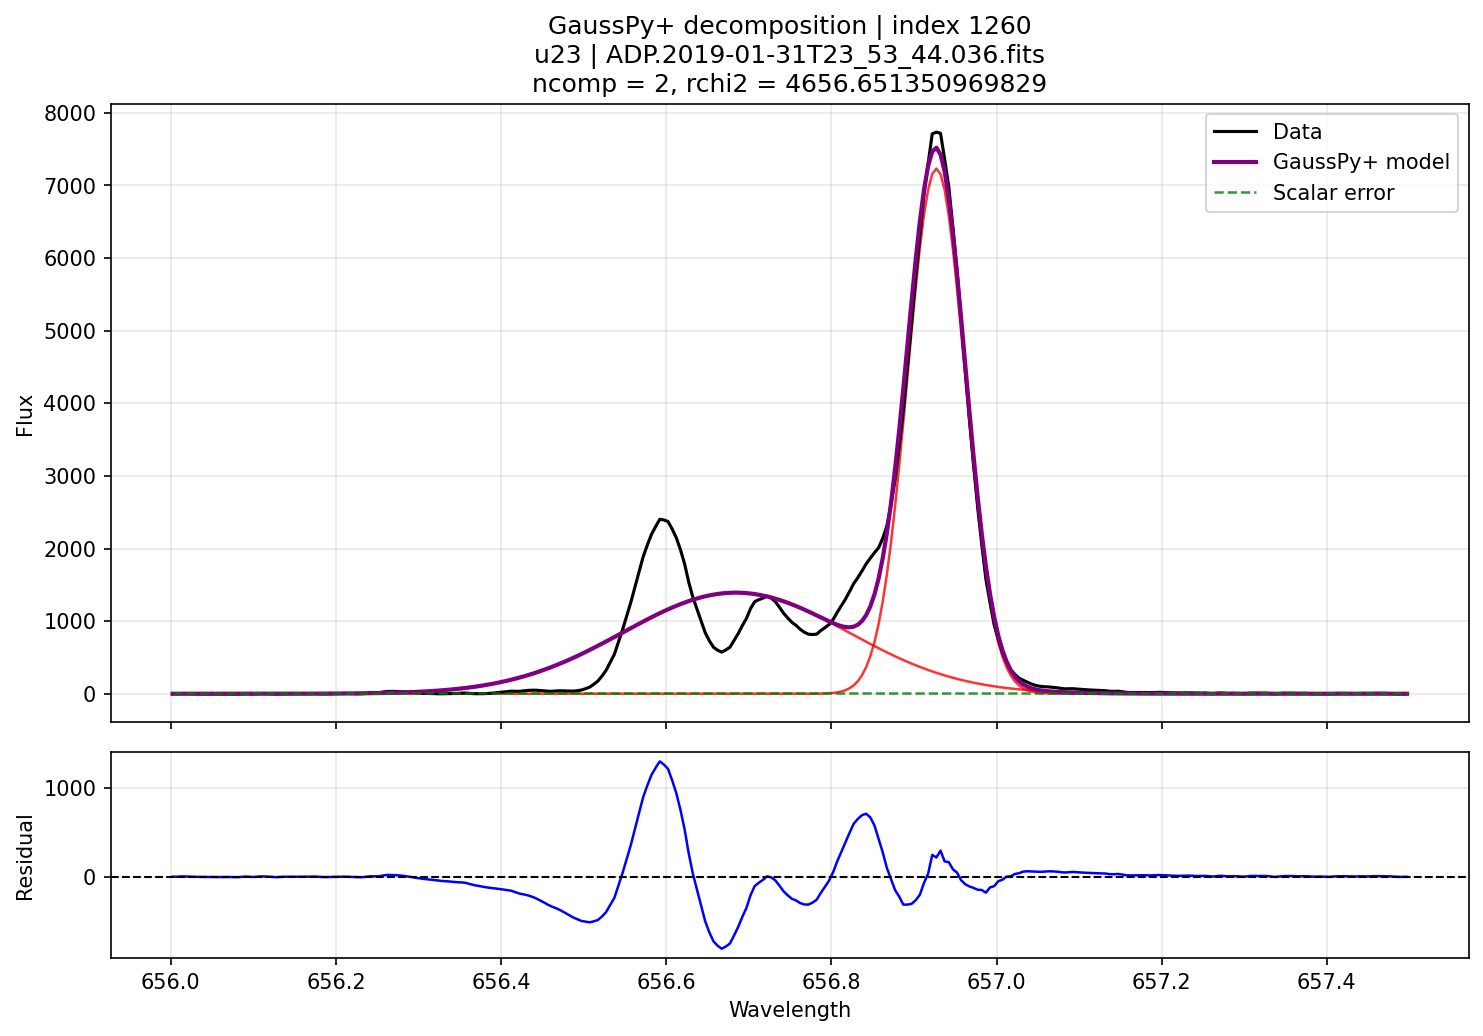 GaussPy+ decomposition | index 1260
u23 | ADP.2019-01-31T23_53_44.036.fits
ncomp = 2, rchi2 = 4656.651350969829
Data
GaussPy+ model
Scalar error
8000
7000
6000
5000
4000
3000
2000
1000
0
Flux
1000
0
Residual
656.0 656.2 656.4 656.6 656.8 657.0 657.2 657.4
Wavelength